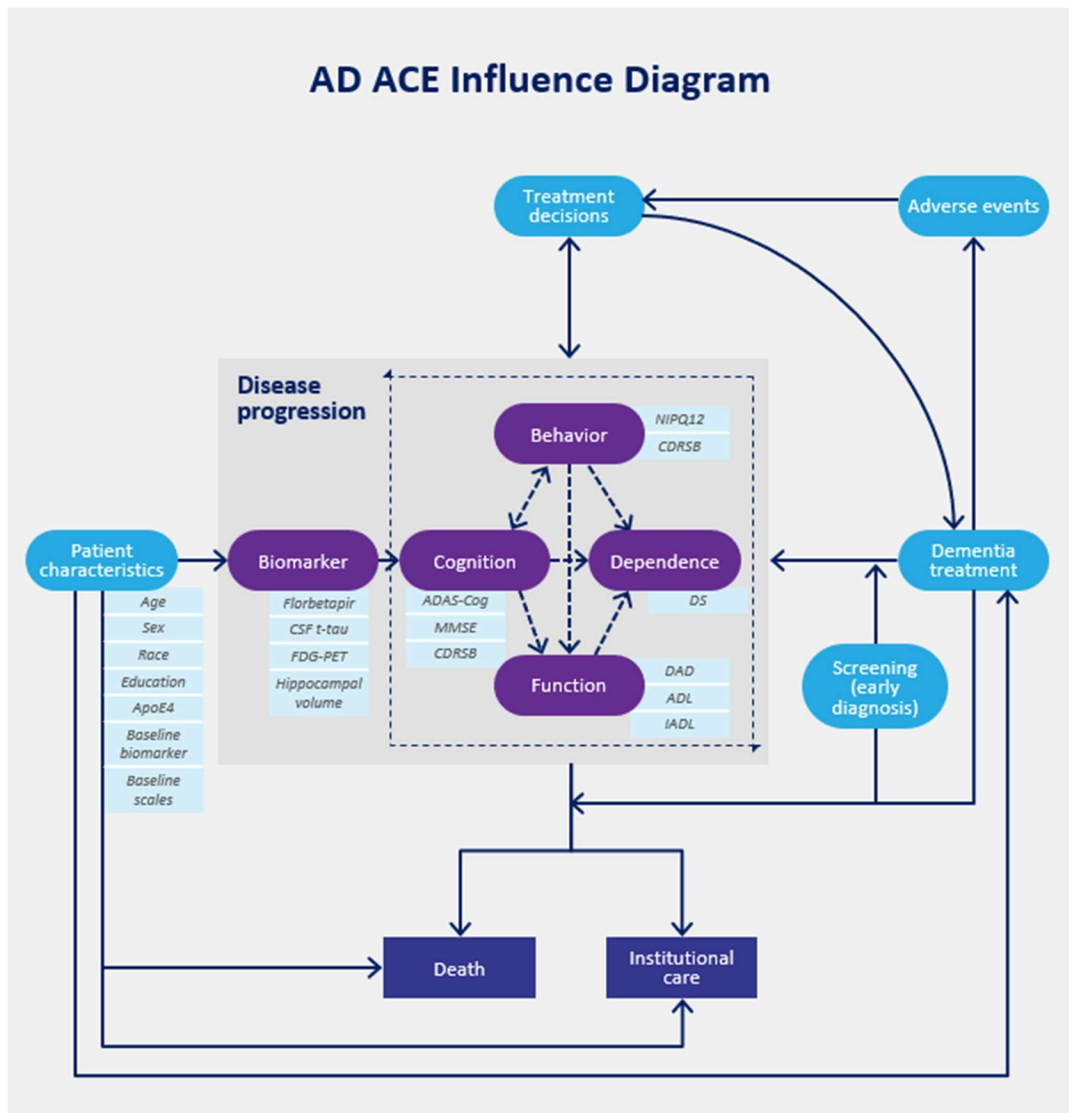 AD ACE Influence Diagram
Treatment
decisions
Adverse events
Disease
progression
Behavior
NIPQ12
CDRSB
Patient
characteristics
Age
Sex
Race
Education
ApoE4
Baseline
biomarker
Baseline
scales
Biomarker
Florbetapir
CSF t-tau
FDG-PET
Hippocampal
volume
Cognition
ADAS-Cog
MMSE
CDRSB
Dependence
DS
Dementia
treatment
Function
DAD
ADL
IADL
Screening
(early
diagnosis)
Death
Institutional
care